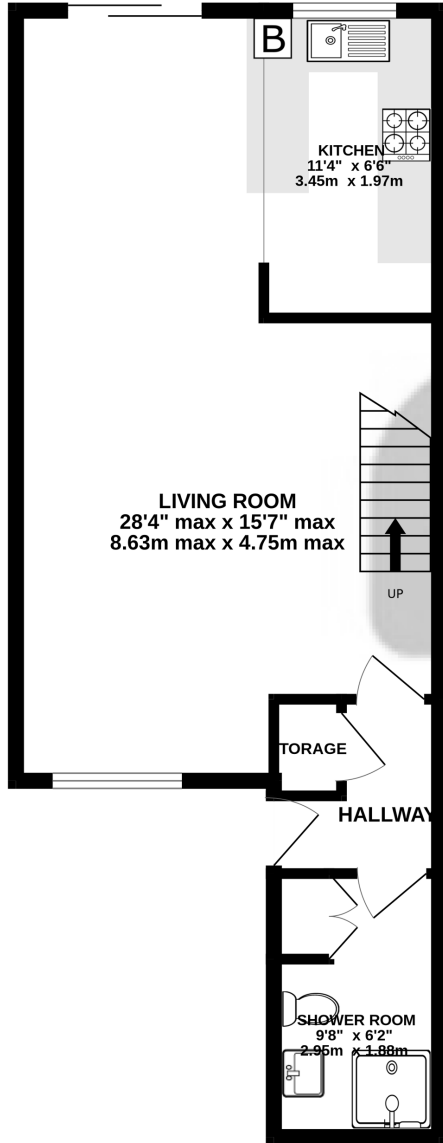 B
KITCHEN
11'4" x 6'6"
3.45m x 1.97m
LIVING ROOM
28'4" max x 15'7" max
8.63m max x 4.75m max
UP
TORAGE
HALLWAY
SHOWER ROOM
9'8" x 6'2"
2.95m x 1.88m